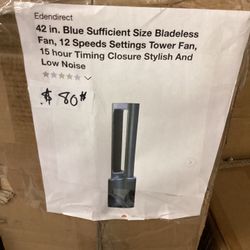 Edendirect
42 in. Blue Sufficient Size Bladeless
Fan, 12 Speeds Settings Tower Fan,
15 hour Timing Closure Stylish And
Low Noise
$ 80#